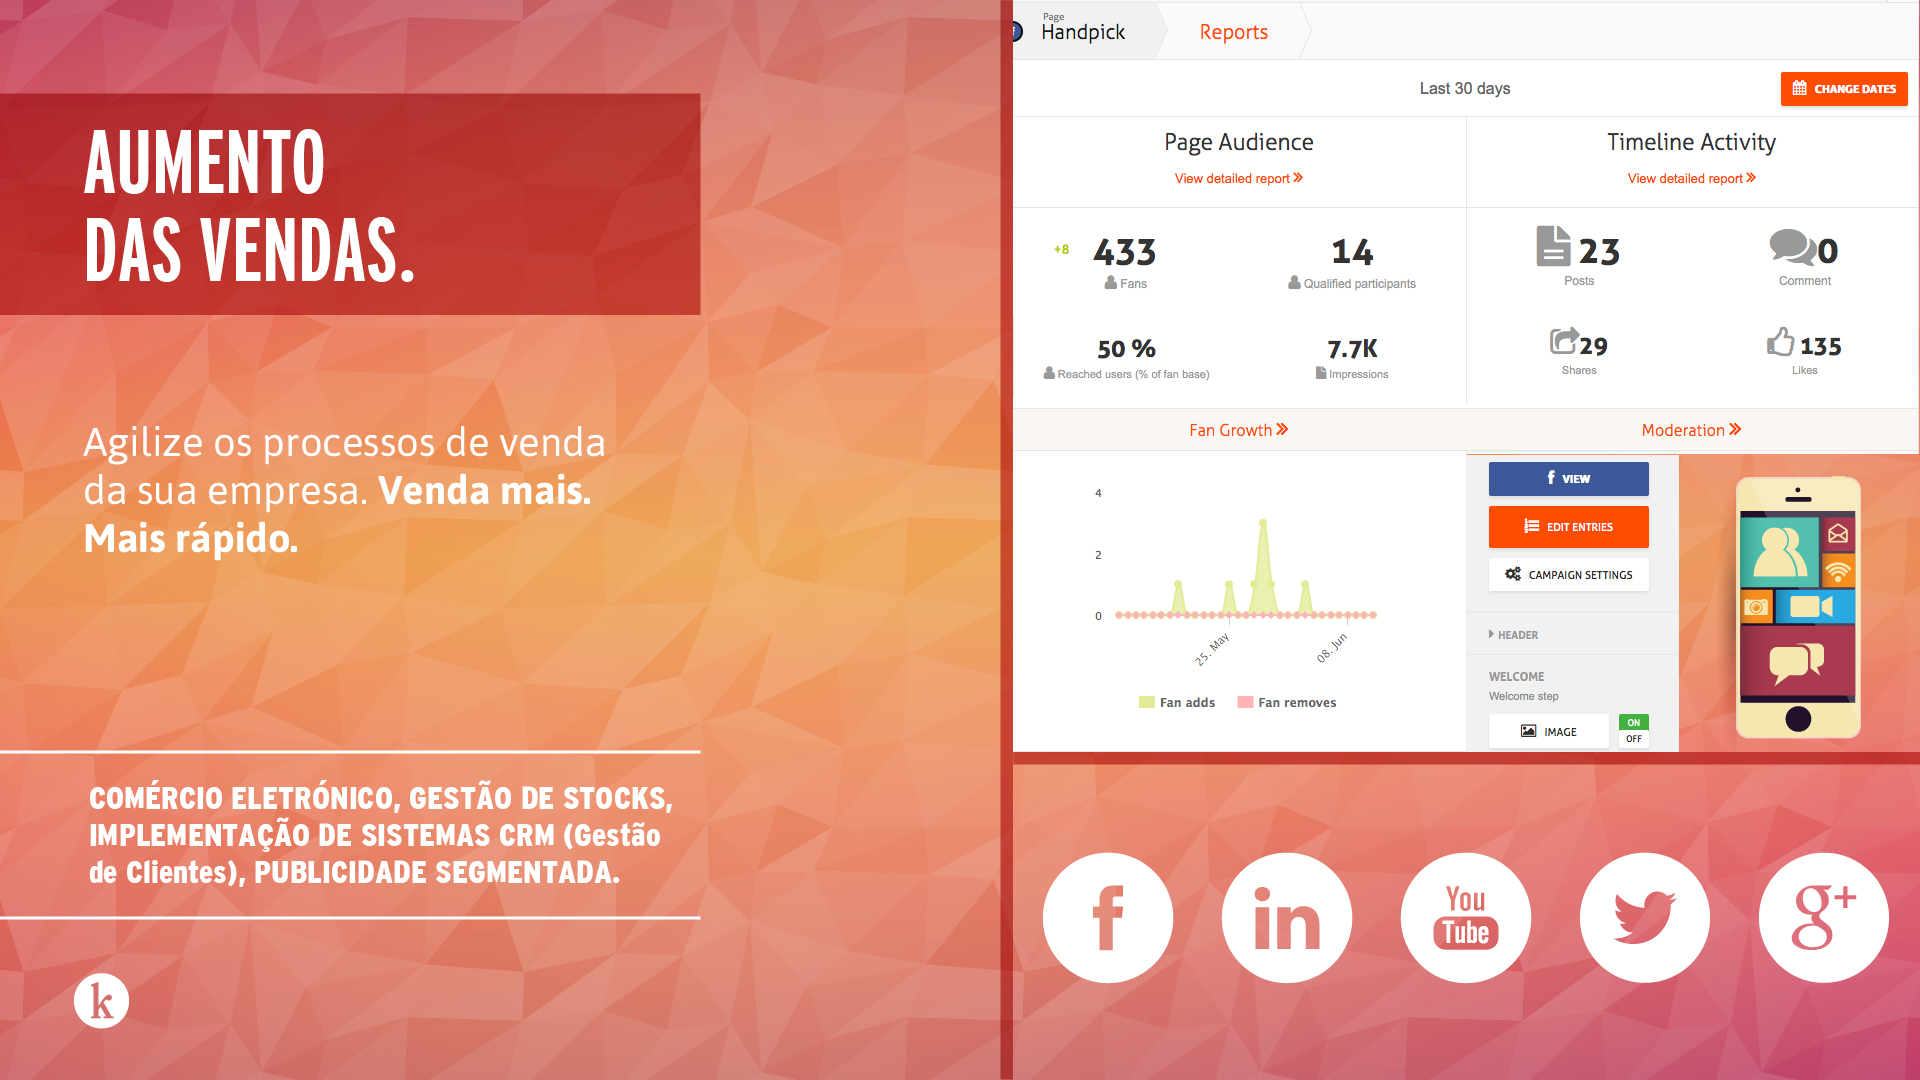 AUMENTO
DAS VENDAS.
Agilize os processos de venda
da sua empresa. Venda mais.
Mais rápido.
COMÉRCIO ELETRÓNICO, GESTÃO DE STOCKS,
IMPLEMENTAÇÃO DE SISTEMAS CRM (Gestão
de Clientes), PUBLICIDADE SEGMENTADA.
k
Page
Handpick
Reports
Last 30 days
CHANGE DATES
Page Audience
View detailed report
Timeline Activity
View detailed report
+8
433
Fans
14
Qualified participants
50 %
Reached users (% of fan base)
7.7K
Impressions
23
Posts
0
Comment
29
Shares
135
Likes
Fan Growth
Moderation
4
2
0
25. May
08. Jun
Fan adds
Fan removes
f VIEW
EDIT ENTRIES
CAMPAIGN SETTINGS
HEADER
WELCOME
Welcome step
IMAGE
ON
OFF
f
in
You
Tube
g+